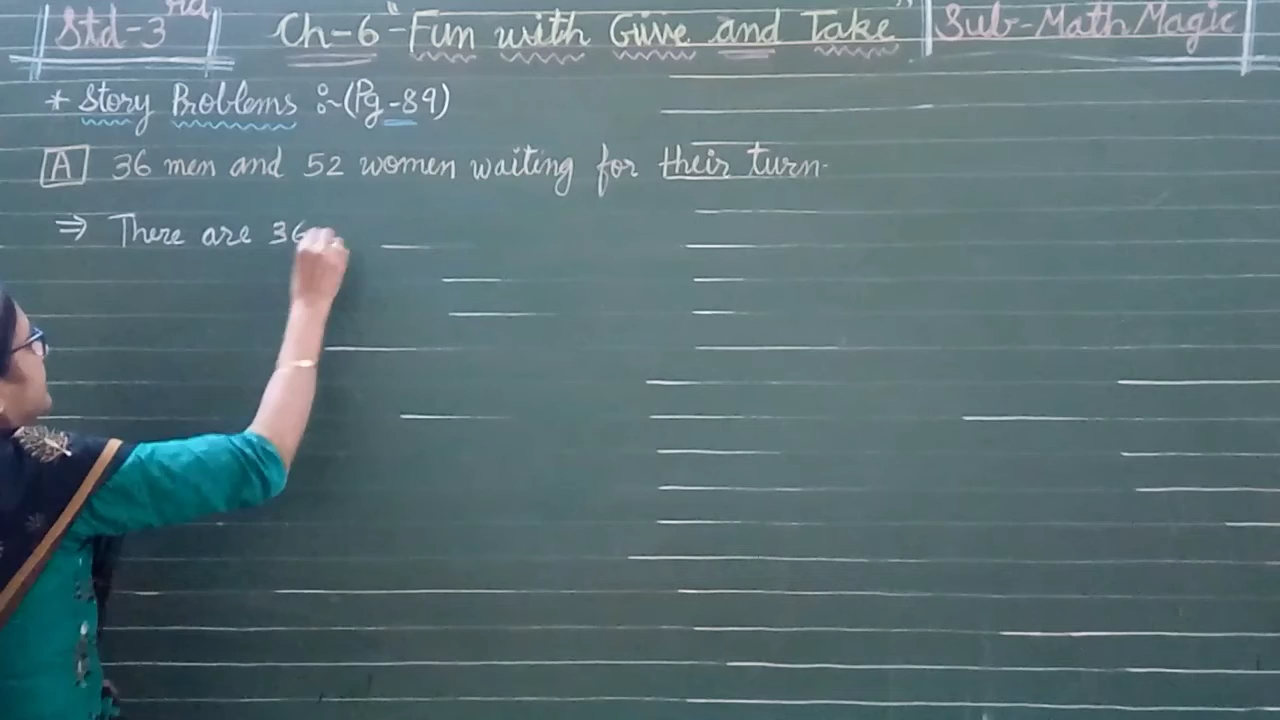 Std-3rd Ch-6 "Fun with Give and Take" Sub-Math Magic
* Story Problems :~(Pg-89)
A 36 men and 52 women waiting for their turn.
⇒ There are 36